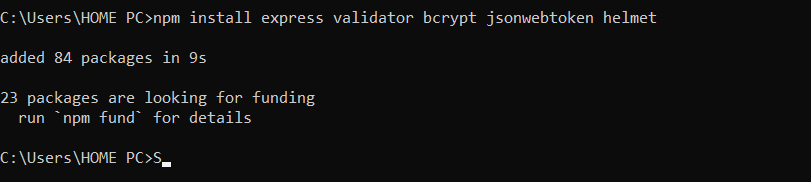 C:\Users\HOME PC>npm install express validator bcrypt jsonwebtoken helmet
added 84 packages in 9s
23 packages are looking for funding
  run `npm fund` for details
C:\Users\HOME PC>S